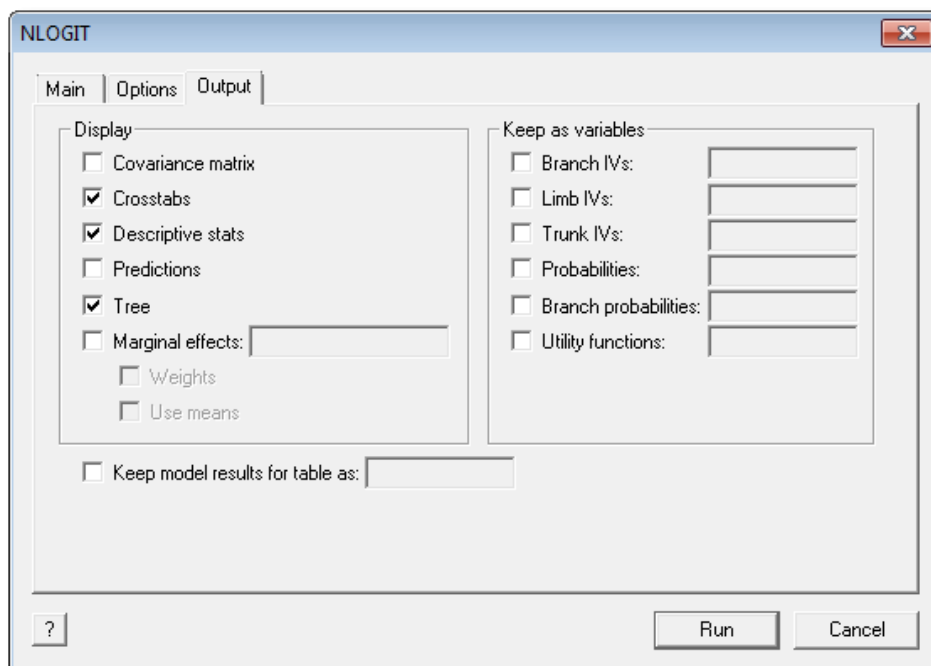 NLOGIT
Main Options Output
Display
Covariance matrix
Crosstabs
Descriptive stats
Predictions
Tree
Marginal effects:
Weights
Use means
Keep as variables
Branch IVs:
Limb IVs:
Trunk IVs:
Probabilities:
Branch probabilities:
Utility functions:
Keep model results for table as:
?
Run
Cancel